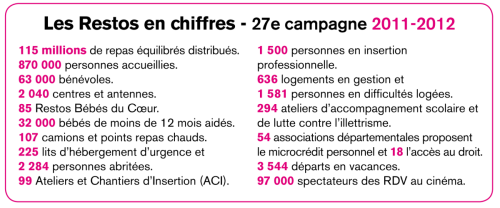 Les Restos en chiffres - 27e campagne 2011-2012
115 millions de repas équilibrés distribués.
870 000 personnes accueillies.
63 000 bénévoles.
2 040 centres et antennes.
85 Restos Bébés du Cœur.
32 000 bébés de moins de 12 mois aidés.
107 camions et points repas chauds.
225 lits d'hébergement d'urgence et
2 284 personnes abritées.
99 Ateliers et Chantiers d'Insertion (ACI).
1 500 personnes en insertion
professionnelle.
636 logements en gestion et
1 581 personnes en difficultés logées.
294 ateliers d'accompagnement scolaire et
de lutte contre l'illettrisme.
54 associations départementales proposent
le microcrédit personnel et 18 l'accès au droit.
3 544 départs en vacances.
97 000 spectateurs des RDV au cinéma.